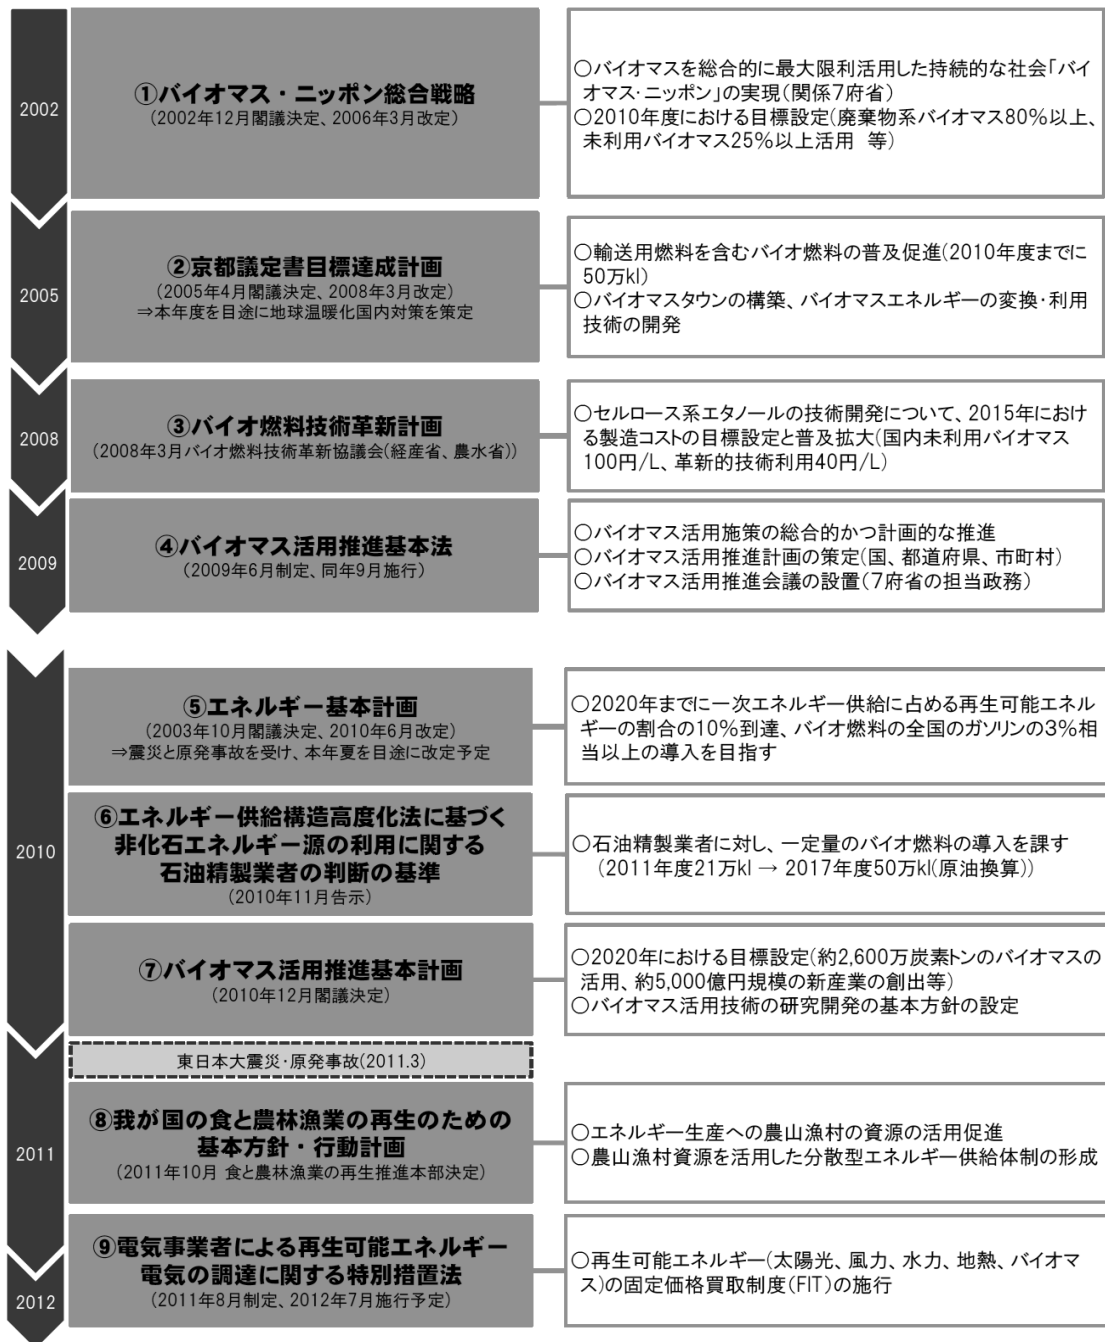 2002
①バイオマス・ニッポン総合戦略
(2002年12月閣議決定、2006年3月改定)
○バイオマスを総合的に最大限利活用した持続的な社会「バイ
オマス・ニッポン」の実現(関係7府省)
○2010年度における目標設定(廃棄物系バイオマス80%以上、
未利用バイオマス25%以上活用 等)
2005
②京都議定書目標達成計画
(2005年4月閣議決定、2008年3月改定)
⇒本年度を目途に地球温暖化国内対策を策定
○輸送用燃料を含むバイオ燃料の普及促進(2010年度までに
50万kl)
○バイオマスタウンの構築、バイオマスエネルギーの変換・利用
技術の開発
2008
③バイオ燃料技術革新計画
(2008年3月バイオ燃料技術革新協議会(経産省、農水省))
○セルロース系エタノールの技術開発について、2015年におけ
る製造コストの目標設定と普及拡大(国内未利用バイオマス
100円/L、革新的技術利用40円/L)
2009
④バイオマス活用推進基本法
(2009年6月制定、同年9月施行)
○バイオマス活用施策の総合的かつ計画的な推進
○バイオマス活用推進計画の策定(国、都道府県、市町村)
○バイオマス活用推進会議の設置(7府省の担当政務)
2010
⑤エネルギー基本計画
(2003年10月閣議決定、2010年6月改定)
⇒震災と原発事故を受け、本年夏を目途に改定予定
○2020年までに一次エネルギー供給に占める再生可能エネル
ギーの割合の10%到達、バイオ燃料の全国のガソリンの3%相
当以上の導入を目指す
⑥エネルギー供給構造高度化法に基づく
非化石エネルギー源の利用に関する
石油精製業者の判断の基準
(2010年11月告示)
○石油精製業者に対し、一定量のバイオ燃料の導入を課す
(2011年度21万kl → 2017年度50万kl(原油換算))
⑦バイオマス活用推進基本計画
(2010年12月閣議決定)
○2020年における目標設定(約2,600万炭素トンのバイオマスの
活用、約5,000億円規模の新産業の創出等)
○バイオマス活用技術の研究開発の基本方針の設定
東日本大震災・原発事故(2011.3)
2011
⑧我が国の食と農林漁業の再生のための
基本方針・行動計画
(2011年10月 食と農林漁業の再生推進本部決定)
○エネルギー生産への農山漁村の資源の活用促進
○農山漁村資源を活用した分散型エネルギー供給体制の形成
2012
⑨電気事業者による再生可能エネルギー
電気の調達に関する特別措置法
(2011年8月制定、2012年7月施行予定)
○再生可能エネルギー(太陽光、風力、水力、地熱、バイオマ
ス)の固定価格買取制度(FIT)の施行